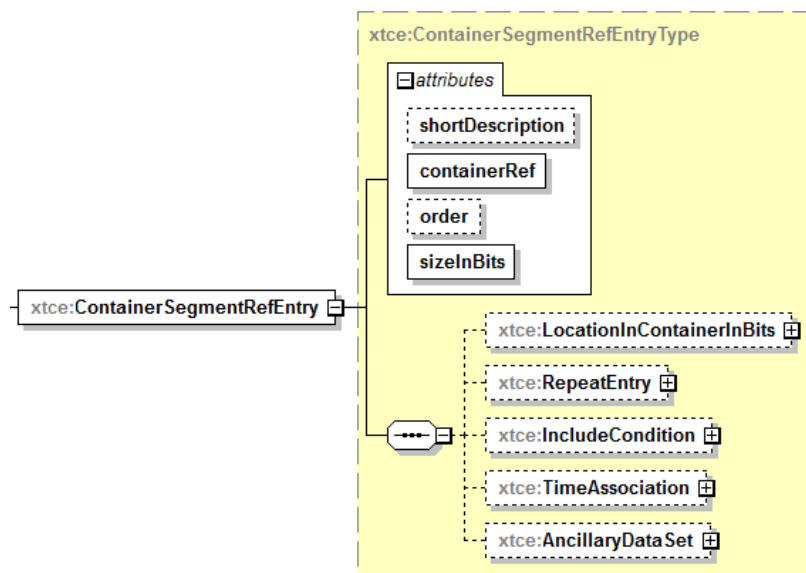 xtce:ContainerSegmentRefEntryType
attributes
shortDescription
containerRef
order
sizeInBits
xtce:ContainerSegmentRefEntry
xtce:LocationInContainerInBits
xtce:RepeatEntry
xtce:IncludeCondition
xtce:TimeAssociation
xtce:AncillaryDataSet